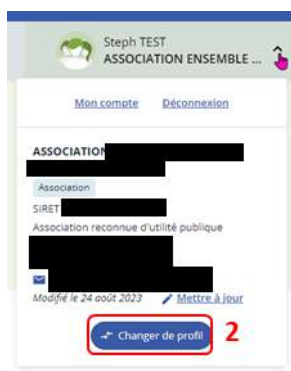 Steph TEST
ASSOCIATION ENSEMBLE ...
Mon compte Déconnexion
ASSOCIATION
Association
SIRET
Association reconnue d'utilité publique
Modifié le 24 août 2023 Mettre à jour
Changer de profil 2